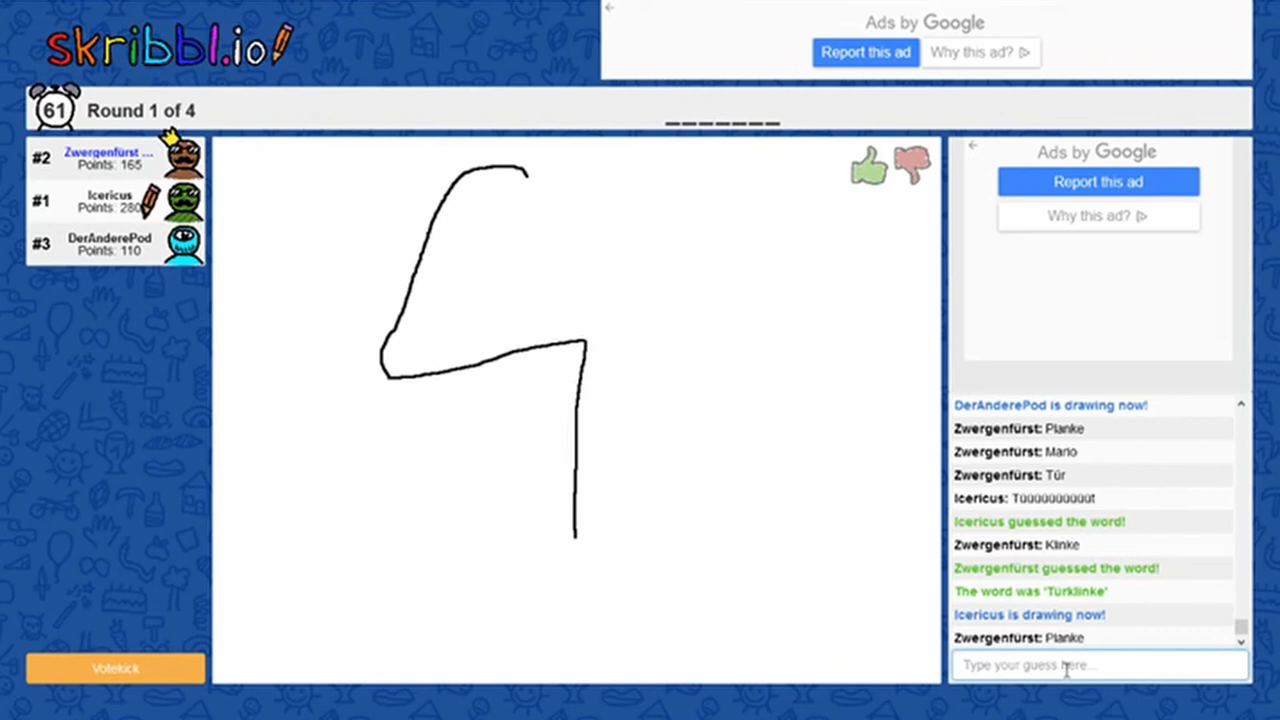 skribbl.io
Ads by Google
Report this ad
Why this ad?
61
Round 1 of 4
_______
#2
Zwergenfürst ...
Points: 165
#1
Icericus
Points: 280
#3
DerAnderePod
Points: 110
Ads by Google
Report this ad
Why this ad?
DerAnderePod is drawing now!
Zwergenfürst: Planke
Zwergenfürst: Mario
Zwergenfürst: Tür
Icericus: Tüüüüüüüüüüt
Icericus guessed the word!
Zwergenfürst: Klinke
Zwergenfürst guessed the word!
The word was 'Türklinke'
Icericus is drawing now!
Zwergenfürst: Planke
Type your guess here...
Votekick